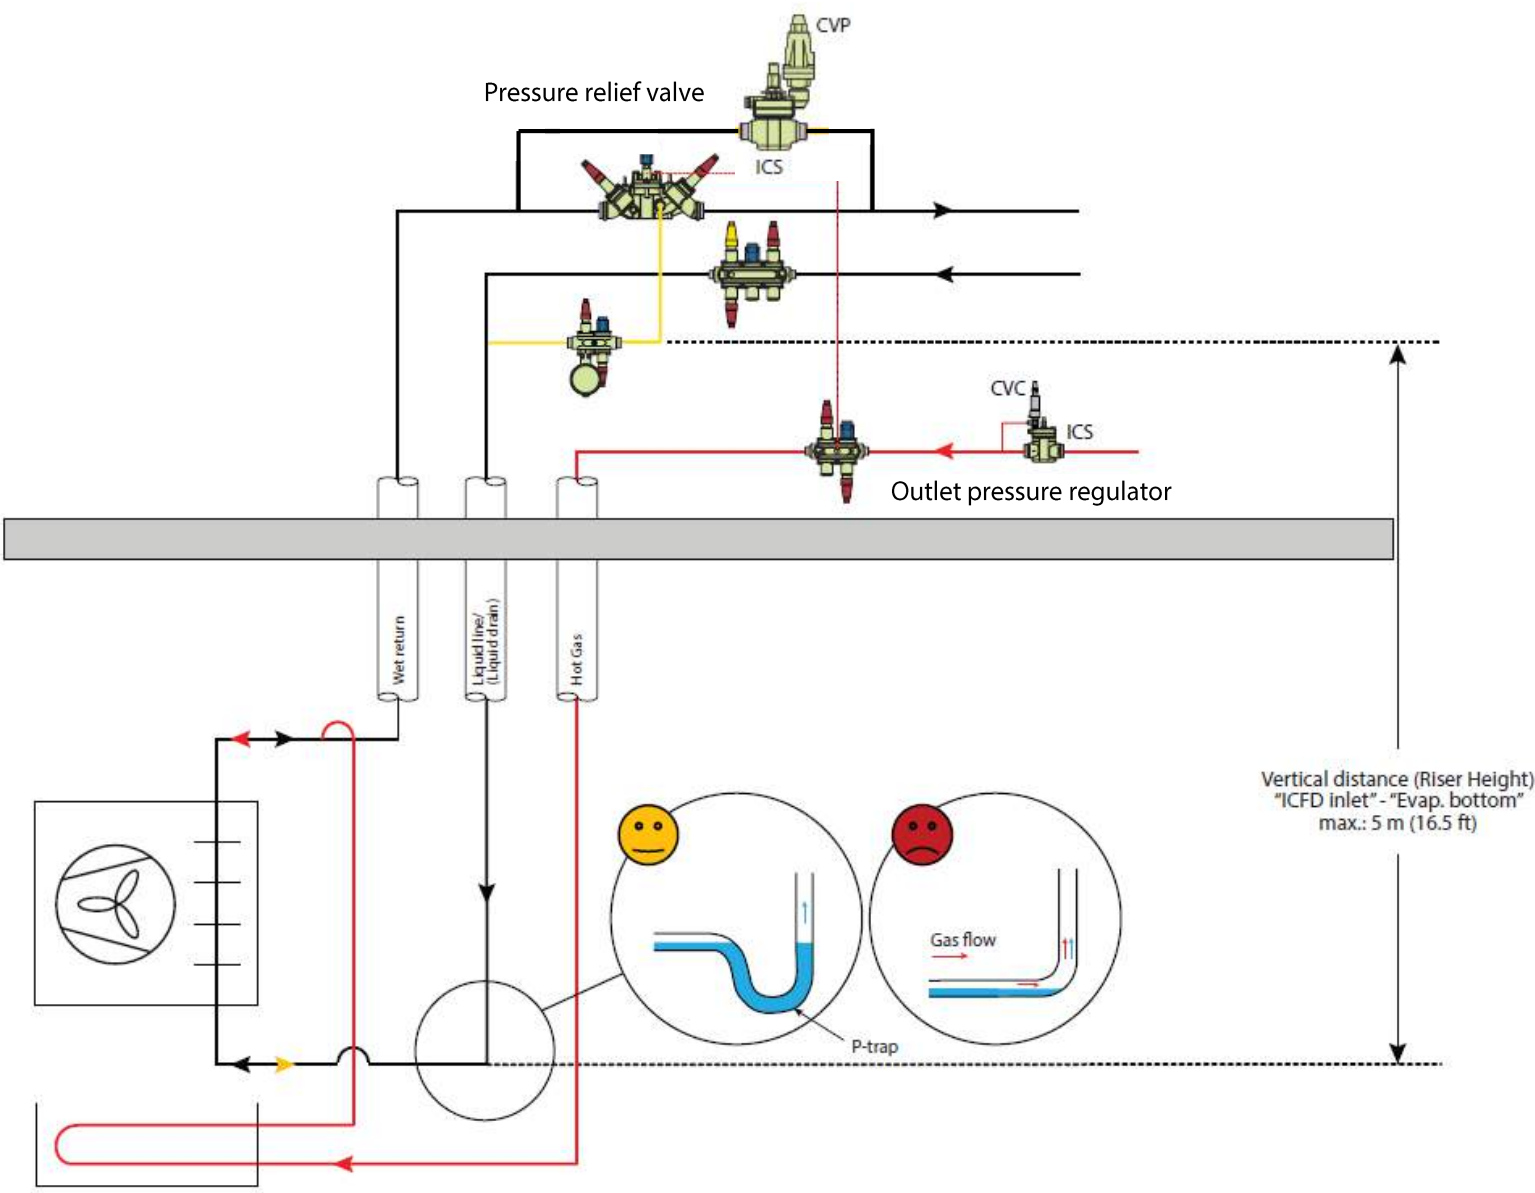 CVP
Pressure relief valve
ICS
CVC
ICS
Outlet pressure regulator
Wet return
Liquid line/
(Liquid drain)
Hot Gas
Vertical distance (Riser Height)
“ICFD inlet” - “Evap. bottom”
max.: 5 m (16.5 ft)
Gas flow
P-trap